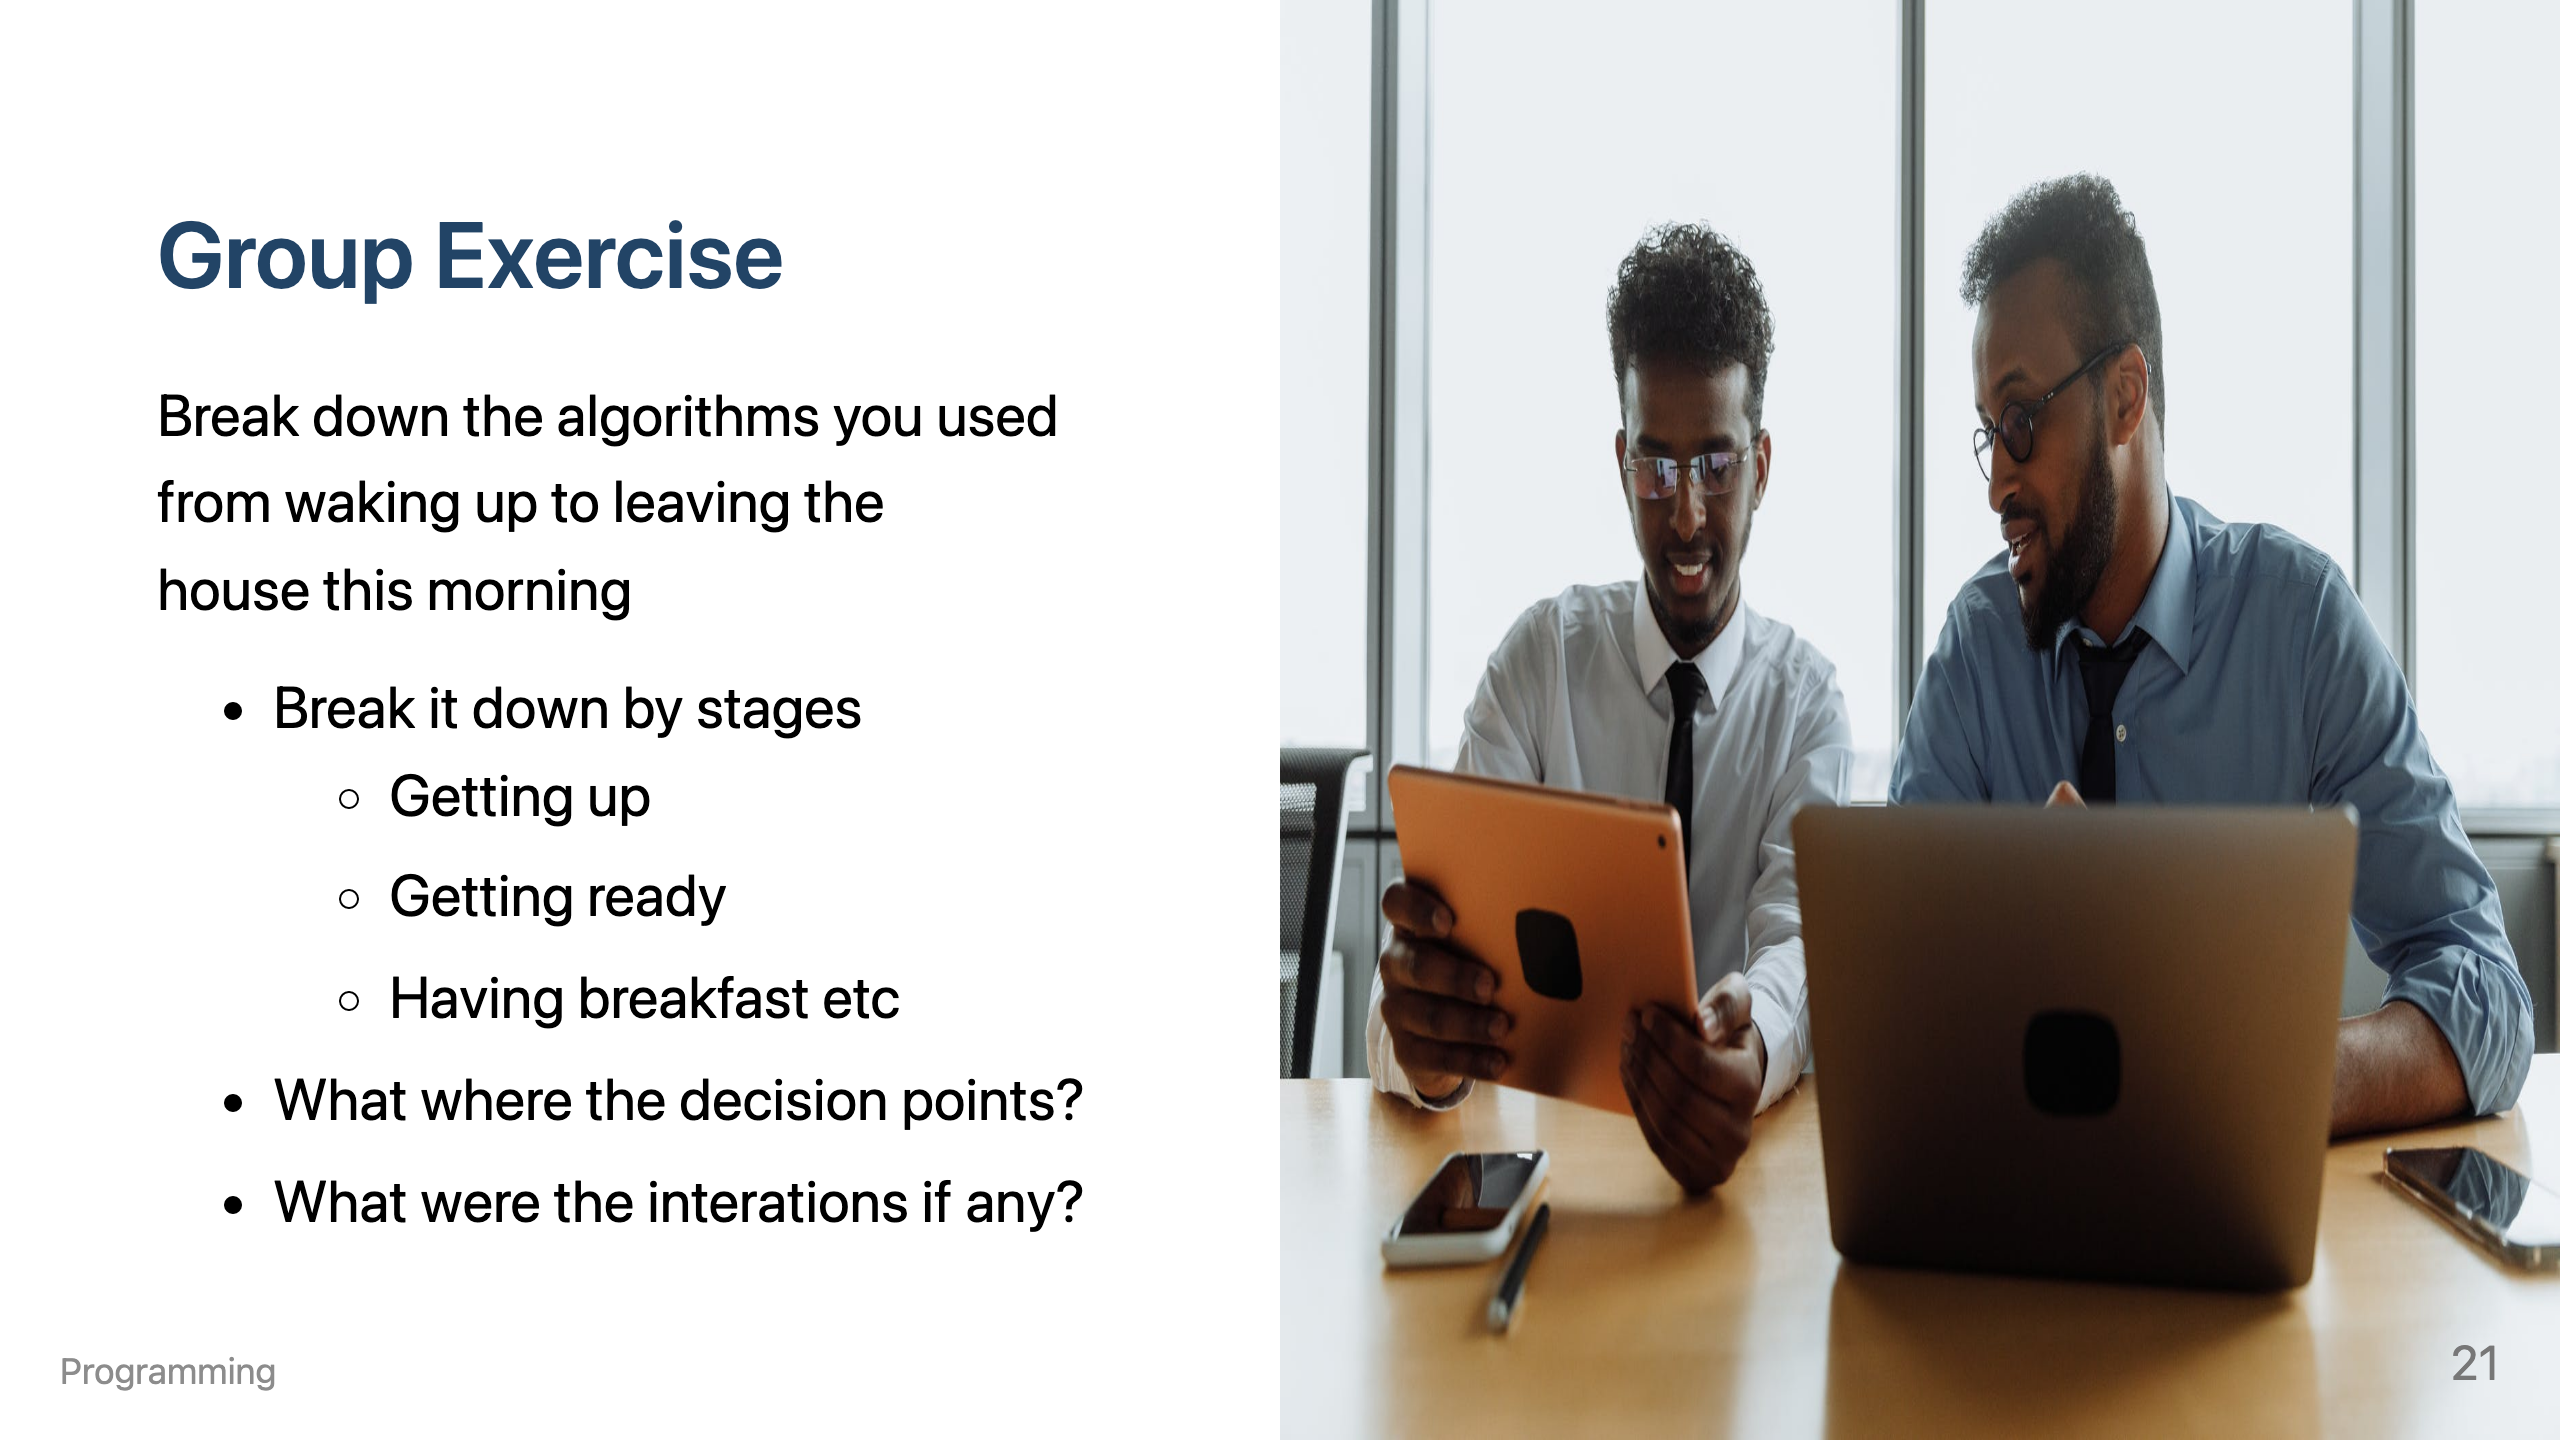 Group Exercise
Break down the algorithms you used
from waking up to leaving the
house this morning
• Break it down by stages
○ Getting up
○ Getting ready
○ Having breakfast etc
• What where the decision points?
• What were the interations if any?
Programming
21